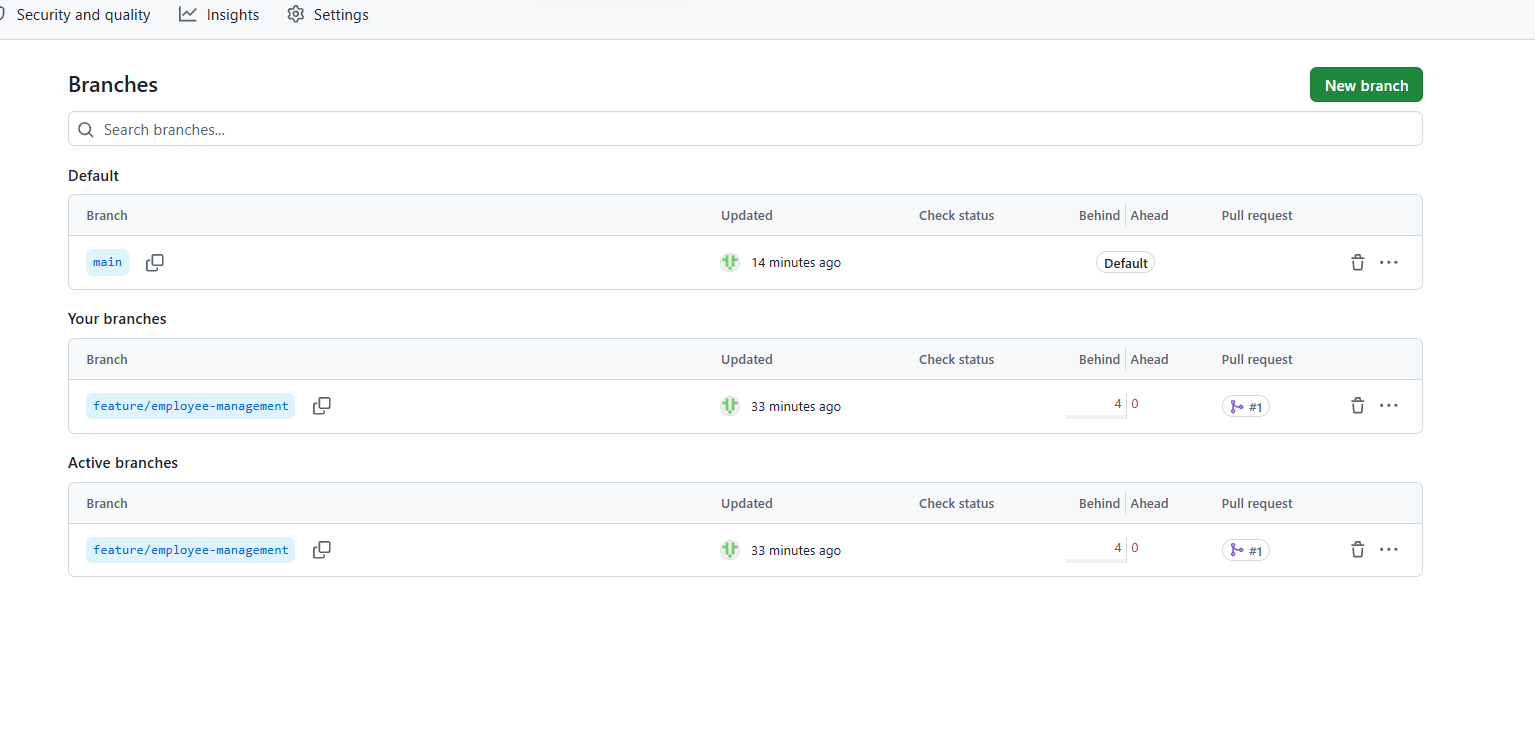 Security and quality Insights Settings
Branches
New branch
Search branches...
Default
Branch Updated Check status Behind Ahead Pull request
main 14 minutes ago Default
Your branches
Branch Updated Check status Behind Ahead Pull request
feature/employee-management 33 minutes ago 4 0 #1
Active branches
Branch Updated Check status Behind Ahead Pull request
feature/employee-management 33 minutes ago 4 0 #1